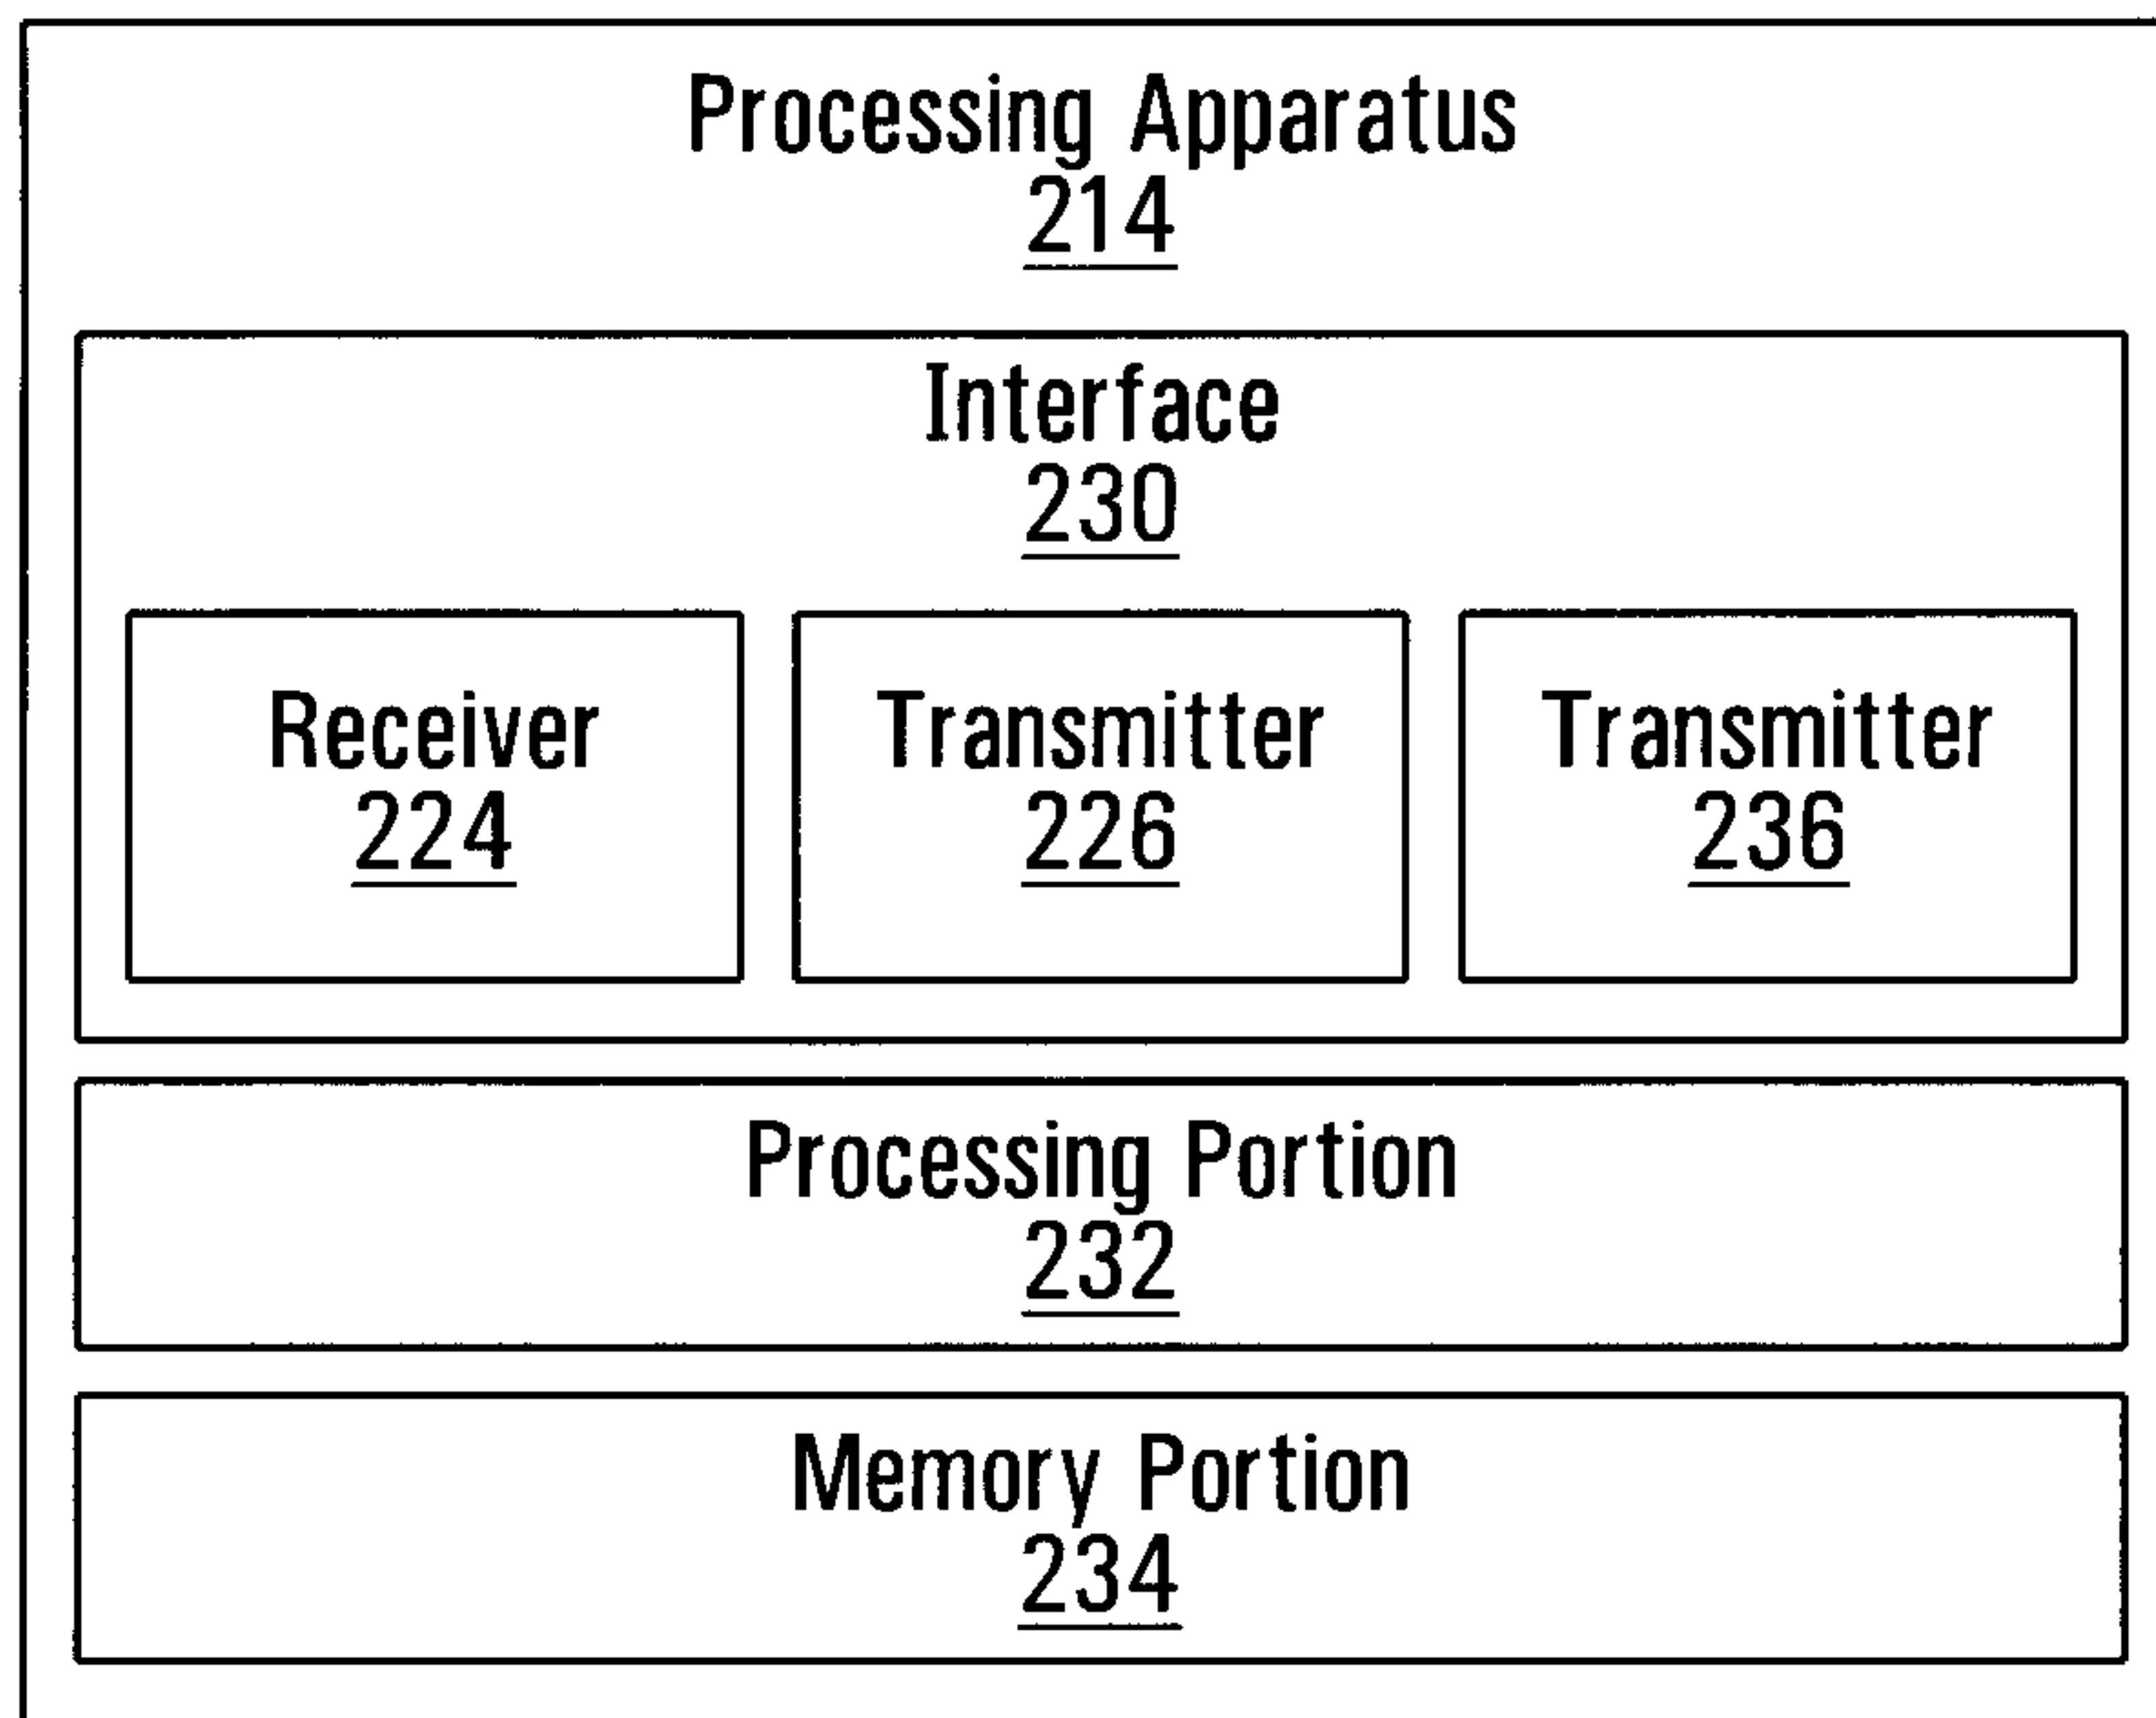 Processing Apparatus
214
Interface
230
Receiver
224
Transmitter
226
Transmitter
236
Processing Portion
232
Memory Portion
234